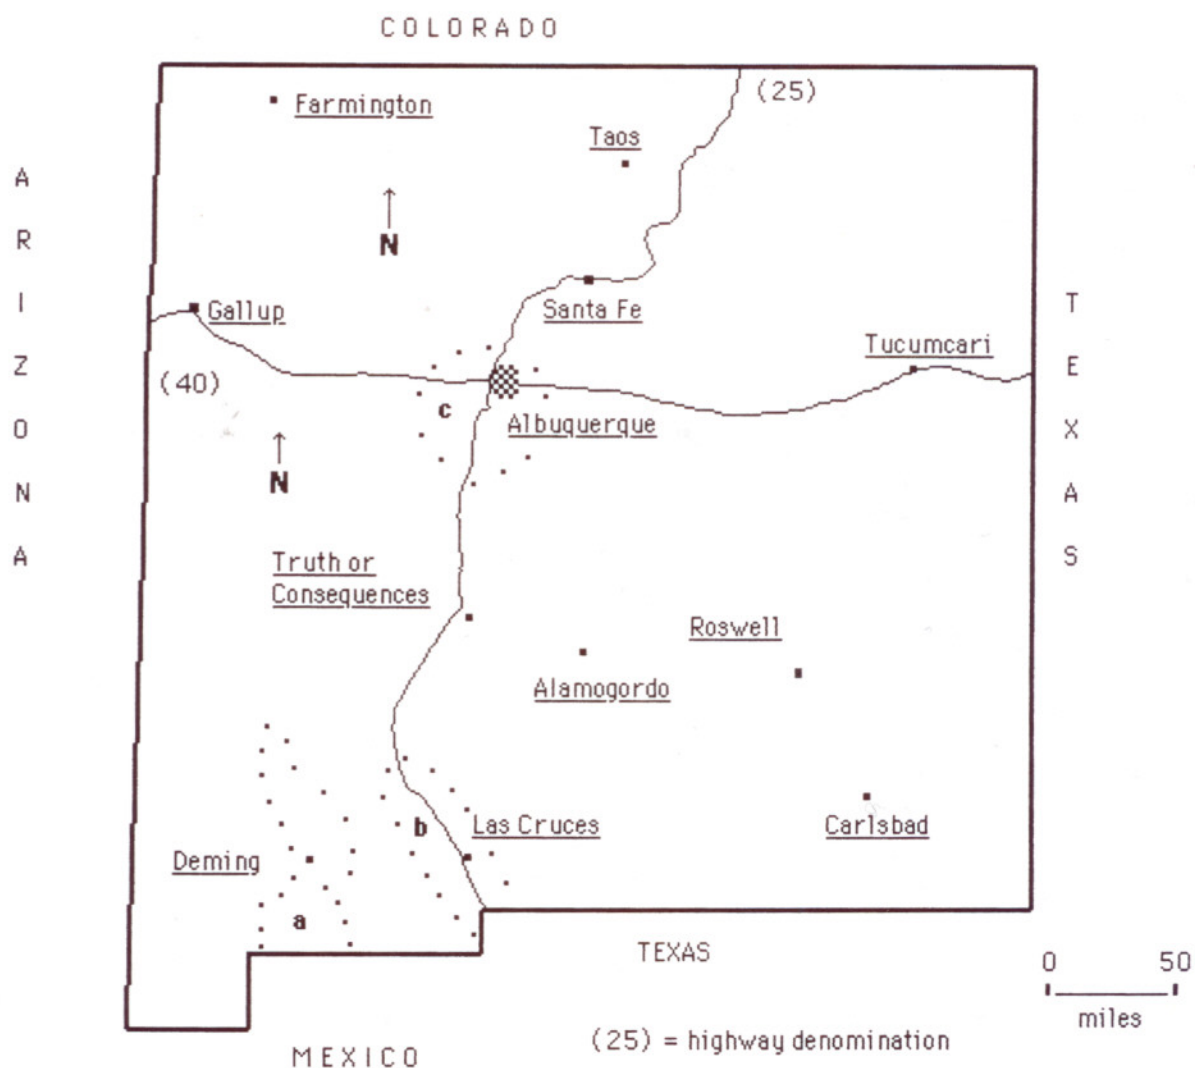 COLORADO
(25)
Farmington
Taos
N
ARIZONA
Gallup
Santa Fe
TEXAS
Tucumcari
(40)
c
Albuquerque
N
Truth or
Consequences
Roswell
Alamogordo
b
Las Cruces
Carlsbad
Deming
a
TEXAS
0 50
miles
(25) = highway denomination
MEXICO